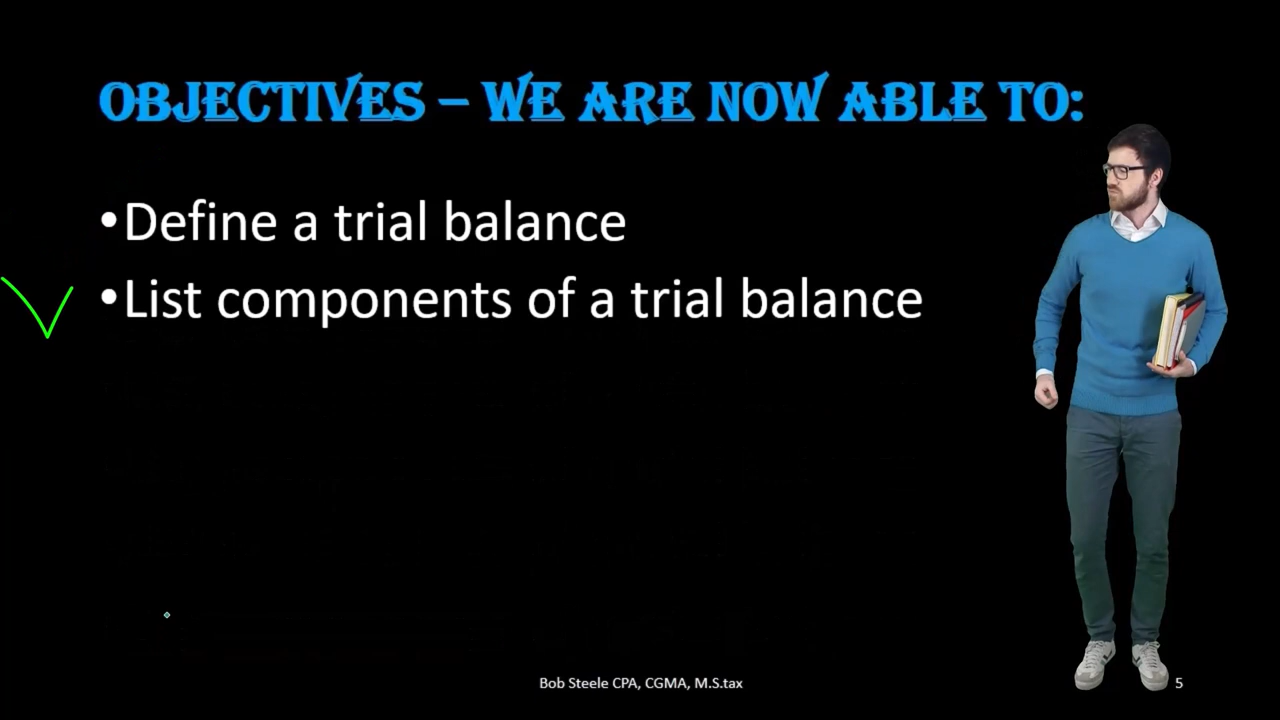 OBJECTIVES – WE ARE NOW ABLE TO:
•Define a trial balance
•List components of a trial balance
Bob Steele CPA, CGMA, M.S.tax
5